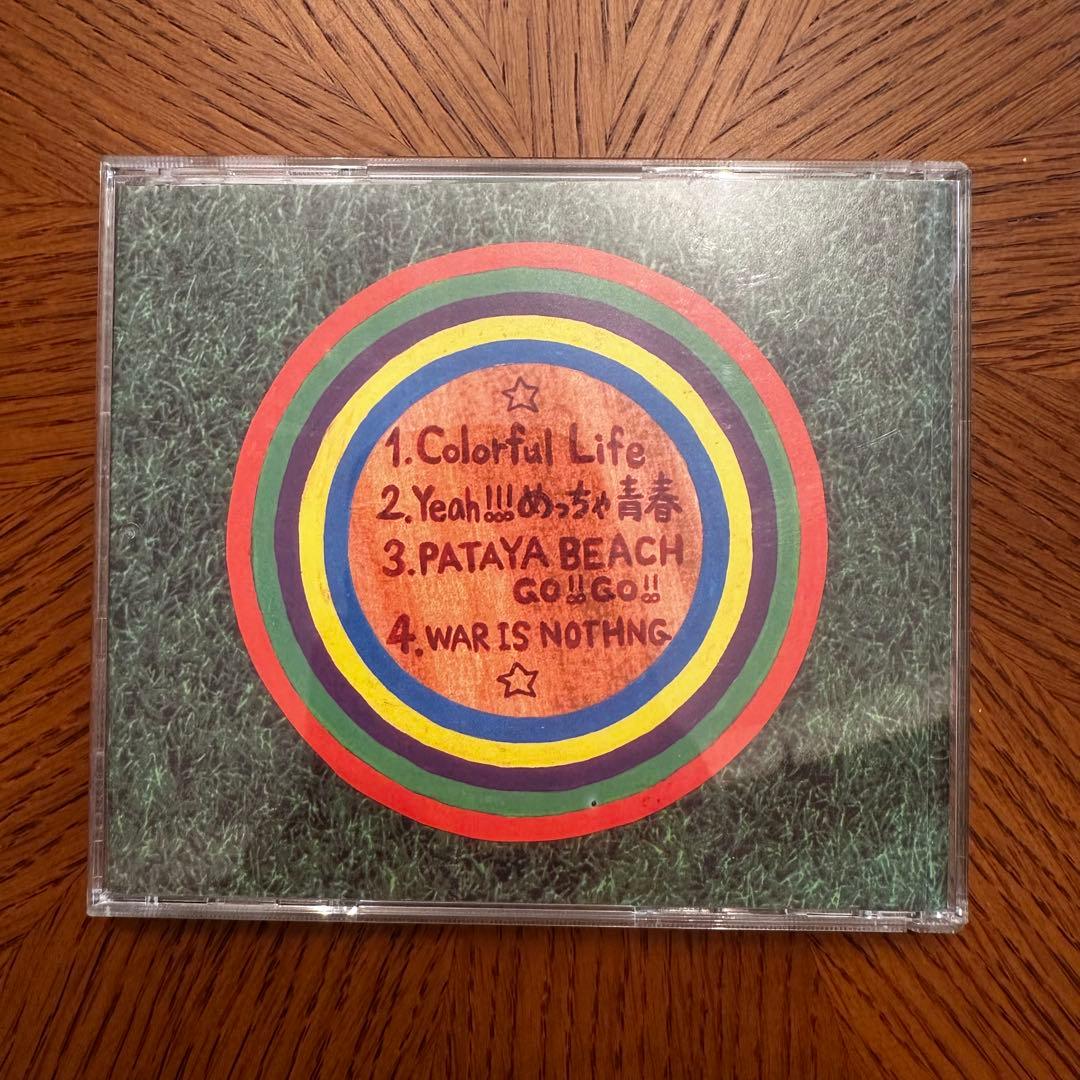 ☆
1. Colorful Life
2. Yeah!!! めっちゃ青春
3. PATAYA BEACH
GO!! GO!!
4. WAR IS NOTHNG
☆